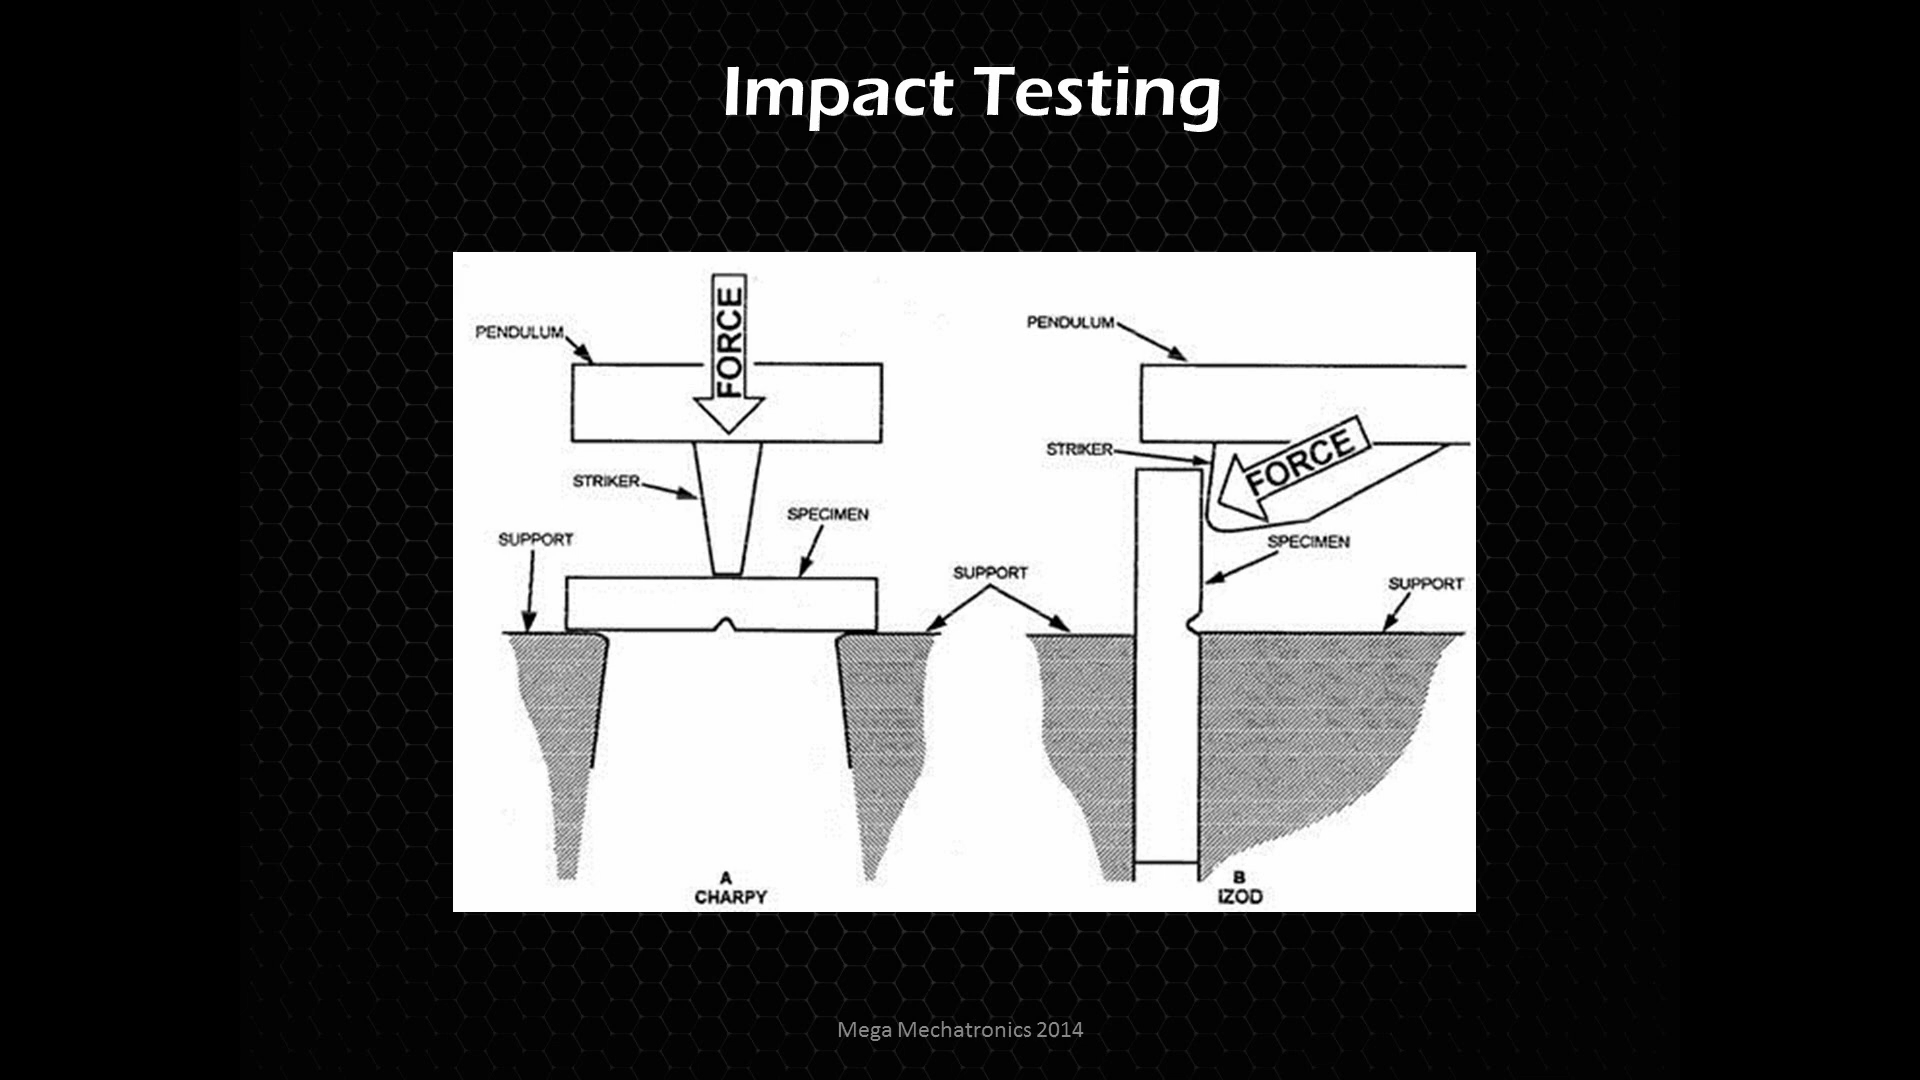 Impact Testing
FORCE
PENDULUM
STRIKER
SPECIMEN
SUPPORT
A
CHARPY
SUPPORT
PENDULUM
STRIKER
FORCE
SPECIMEN
SUPPORT
B
IZOD
Mega Mechatronics 2014